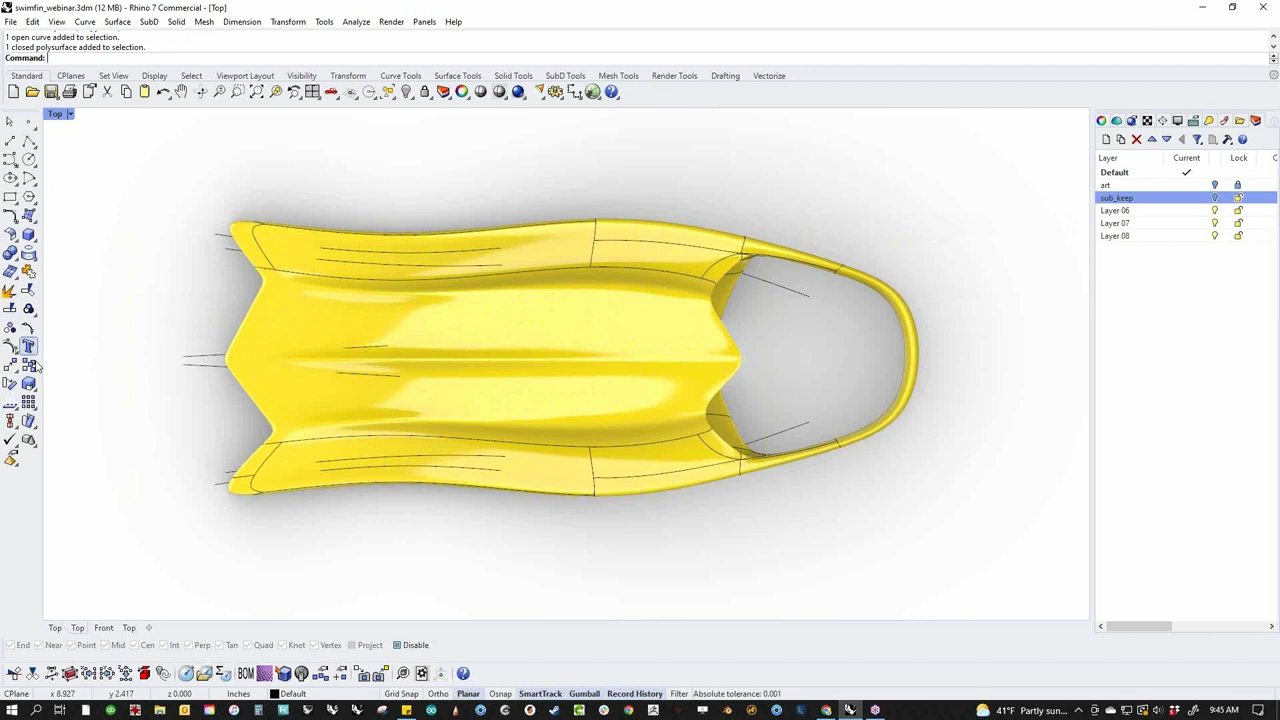 swimfin_webinar.3dm (12 MB) - Rhino 7 Commercial - [Top]
File Edit View Curve Surface SubD Solid Mesh Dimension Transform Tools Analyze Render Panels Help
1 open curve added to selection.
1 closed polysurface added to selection.
Command:
Standard CPlanes Set View Display Select Viewport Layout Visibility Transform Curve Tools Surface Tools Solid Tools SubD Tools Mesh Tools Render Tools Drafting Vectorize
Top
Layer Current Lock C
Default
art
sub_keep
Layer 06
Layer 07
Layer 08
Top Top Front Top
End Near Point Mid Cen Int Perp Tan Quad Knot Vertex Project Disable
BOM
CPlane x 8.927 y 2.417 z 0.000 Inches Default Grid Snap Ortho Planar Osnap SmartTrack Gumball Record History Filter Absolute tolerance: 0.001
41°F Partly sun... 9:45 AM